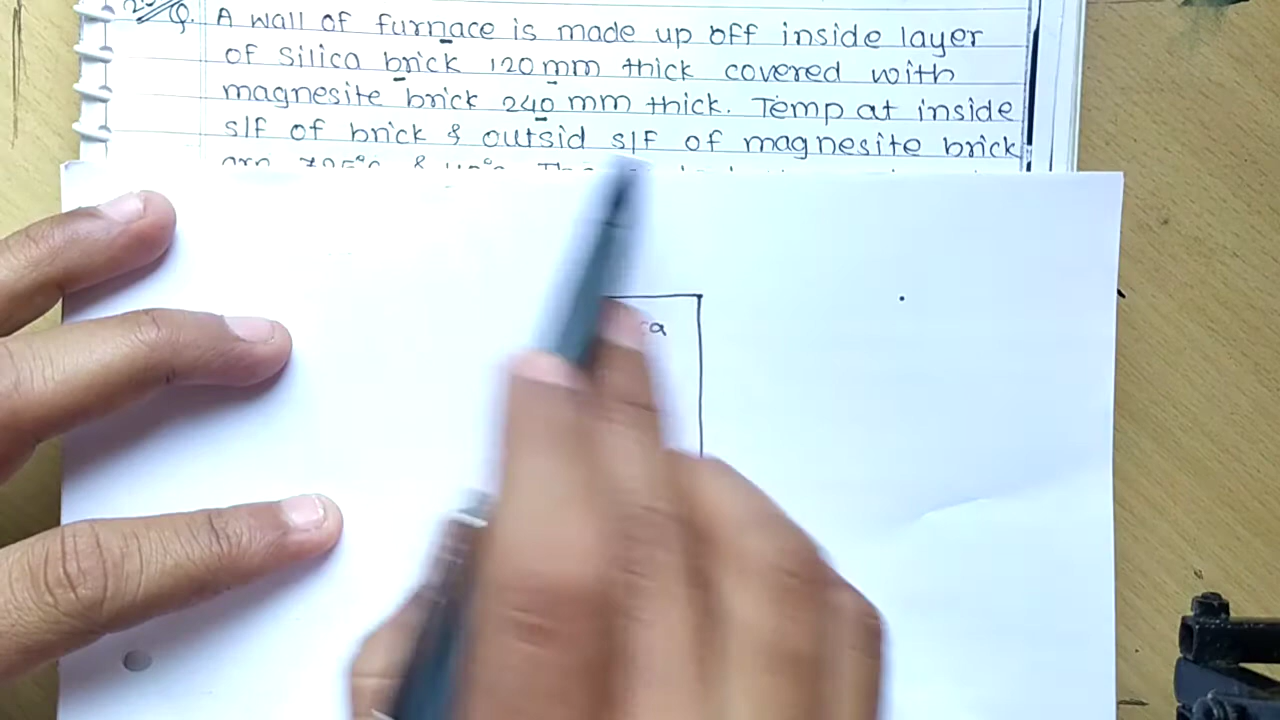 Q. A wall of furnace is made up off inside layer
of silica brick 120 mm thick covered with
magnesite brick 240 mm thick. Temp at inside
s/f of brick & outsid s/f of magnesite brick